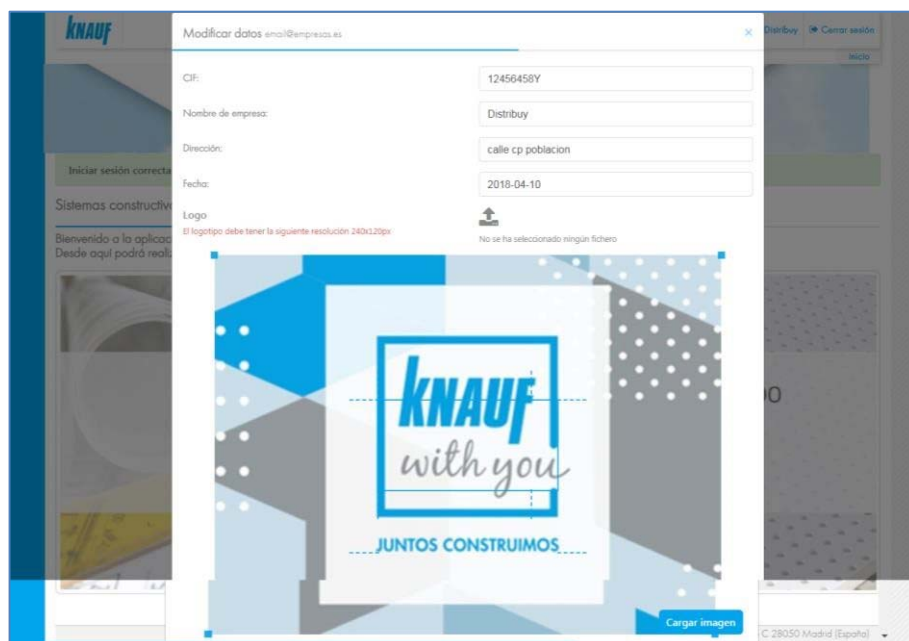 KNAUF
Modificar datos email@empresas.es
×
Distribuy Cerrar sesión
Inicio
CIF:
12456458Y
Nombre de empresa:
Distribuy
Dirección:
calle cp poblacion
Iniciar sesión correcta
Fecha:
2018-04-10
Sistemas constructiv
Logo
El logotipo debe tener la siguiente resolución 240x120px
No se ha seleccionado ningún fichero
Bienvenido a la aplicac
Desde aquí podrá realiz
KNAUF
with you
JUNTOS CONSTRUIMOS
Cargar imagen
C 28050 Madrid (España)